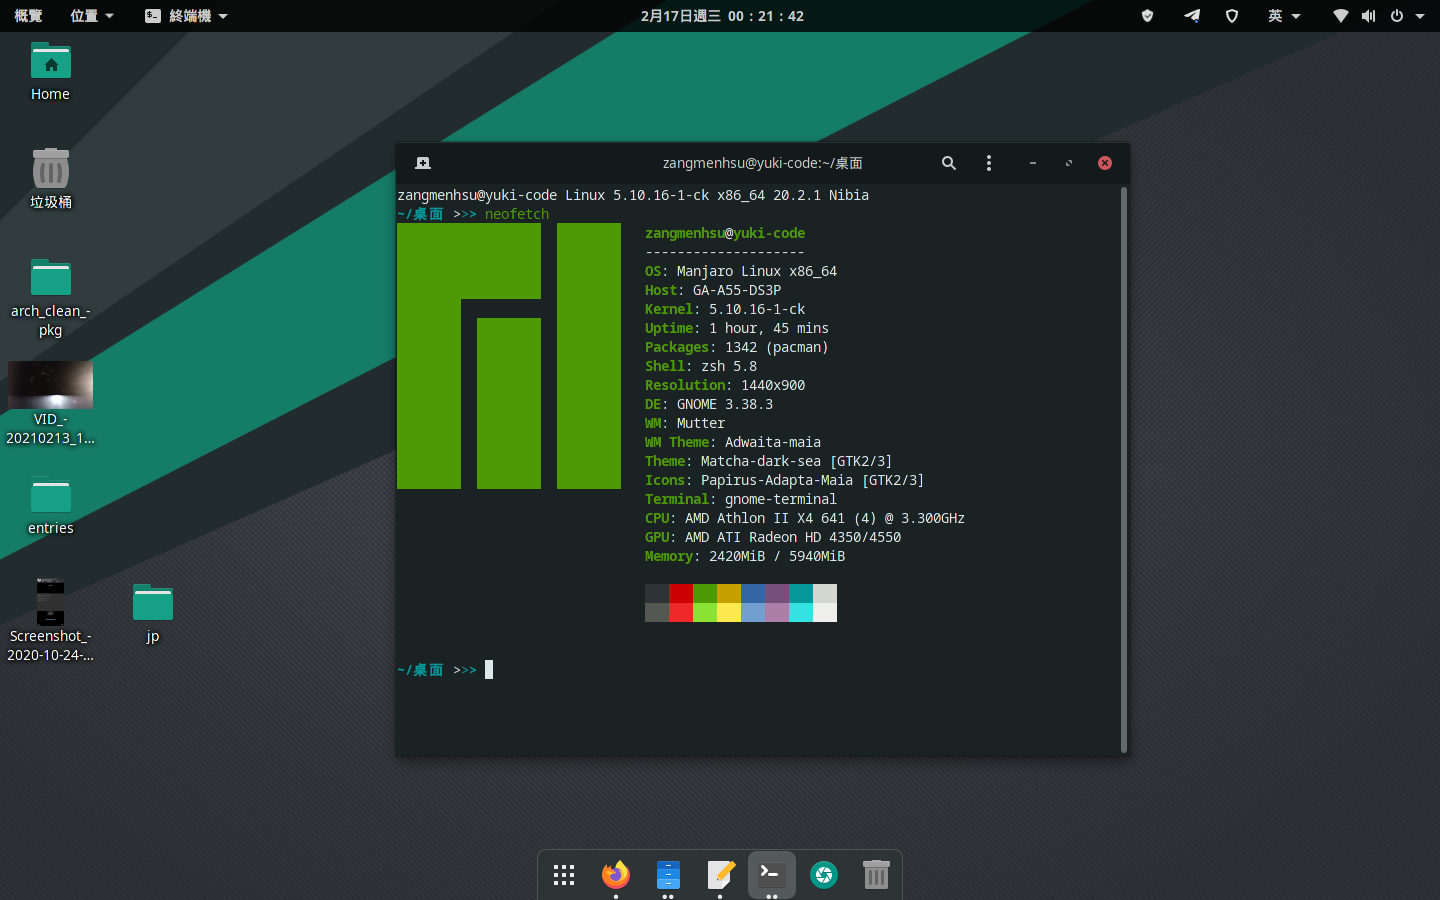 概覽 位置 終端機 2月17日週三 00：21：42 英
Home
垃圾桶
arch_clean_-
pkg
VID_-
20210213_1...
entries
Screenshot_-
2020-10-24-...
jp
zangmenhsu@yuki-code:~/桌面
zangmenhsu@yuki-code Linux 5.10.16-1-ck x86_64 20.2.1 Nibia
~/桌面 >>> neofetch
zangmenhsu@yuki-code
--------------------
OS: Manjaro Linux x86_64
Host: GA-A55-DS3P
Kernel: 5.10.16-1-ck
Uptime: 1 hour, 45 mins
Packages: 1342 (pacman)
Shell: zsh 5.8
Resolution: 1440x900
DE: GNOME 3.38.3
WM: Mutter
WM Theme: Adwaita-maia
Theme: Matcha-dark-sea [GTK2/3]
Icons: Papirus-Adapta-Maia [GTK2/3]
Terminal: gnome-terminal
CPU: AMD Athlon II X4 641 (4) @ 3.300GHz
GPU: AMD ATI Radeon HD 4350/4550
Memory: 2420MiB / 5940MiB
~/桌面 >>>